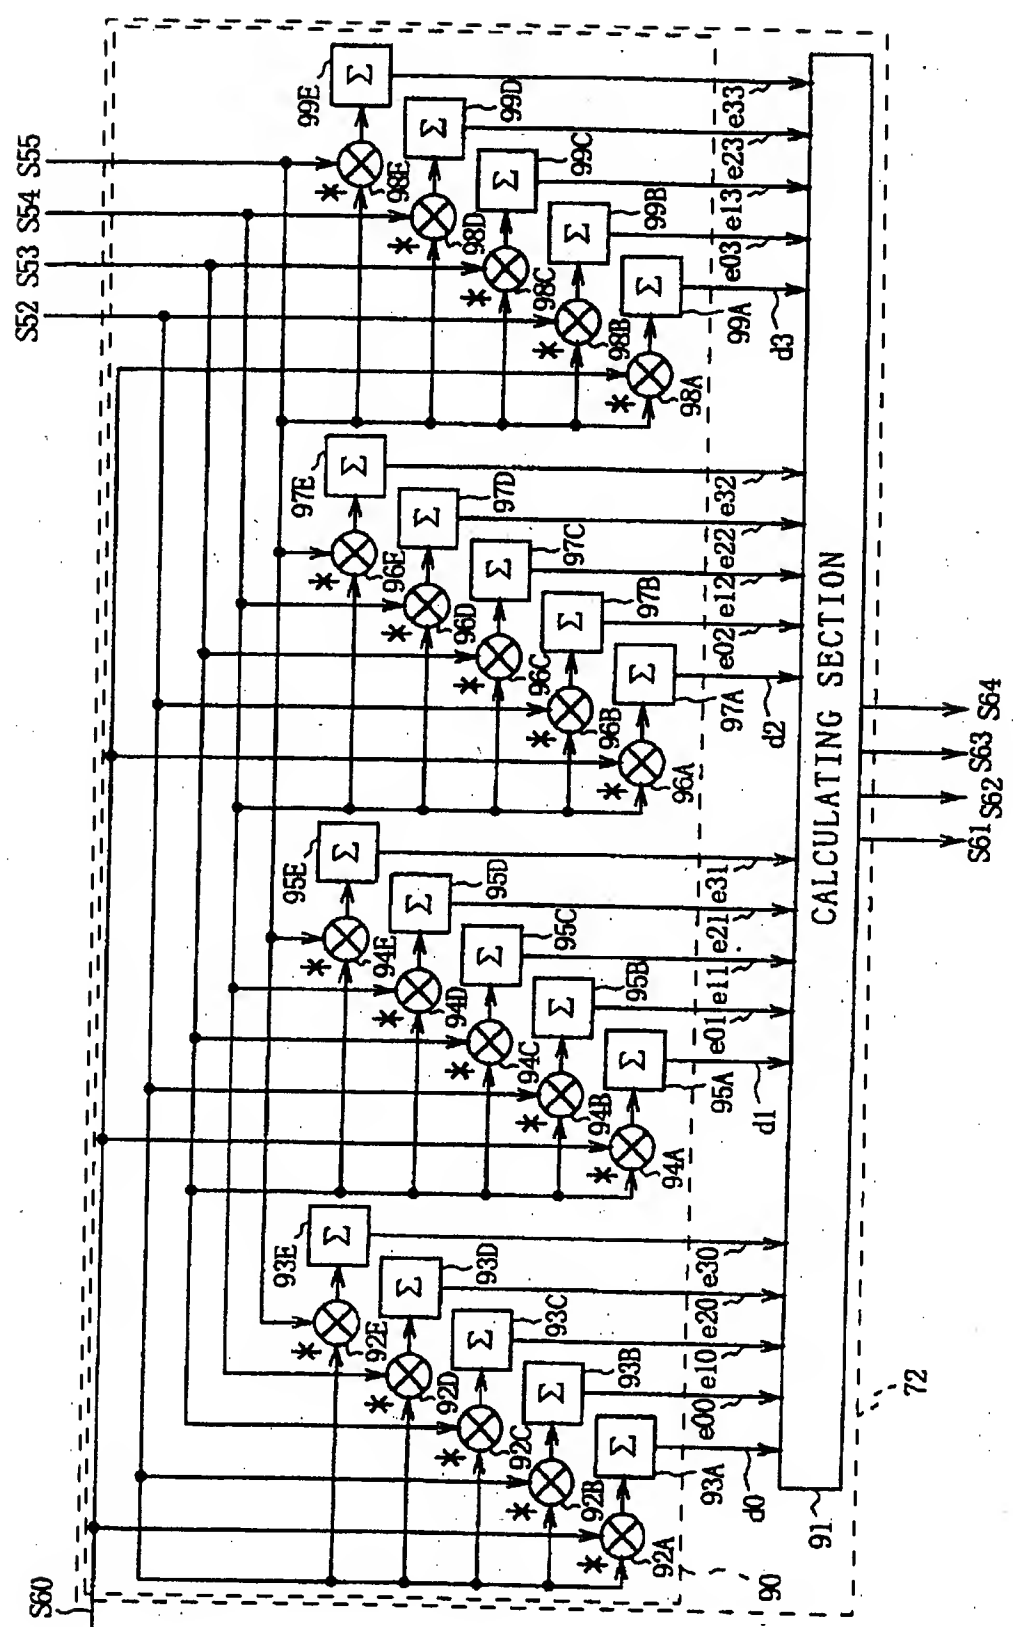 S60
S52 S53 S54 S55
99E
Σ
98E
*
99D
Σ
98D
*
99C
Σ
98C
*
99B
Σ
98B
*
99A
Σ
98A
*
97E
Σ
96E
*
97D
Σ
96D
*
97C
Σ
96C
*
97B
Σ
96B
*
97A
Σ
96A
*
95E
Σ
94E
*
95D
Σ
94D
*
95C
Σ
94C
*
95B
Σ
94B
*
95A
Σ
94A
*
93E
Σ
92E
*
93D
Σ
92D
*
93C
Σ
92C
*
93B
Σ
92B
*
93A
Σ
92A
*
d0 e00 e10 e20 e30
d1 e01 e11 e21 e31
d2 e02 e12 e22 e32
d3 e03 e13 e23 e33
CALCULATING SECTION
91
90
72
S61 S62 S63 S64